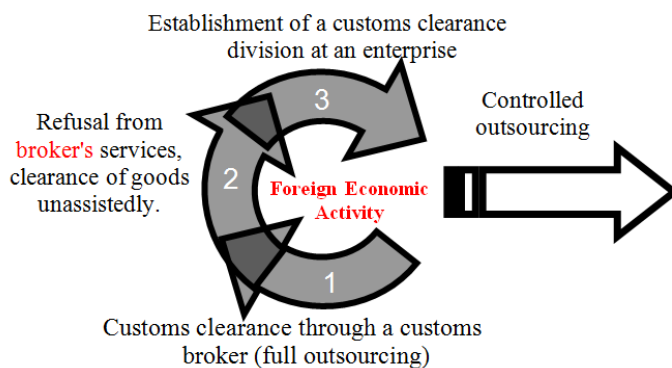 Establishment of a customs clearance
division at an enterprise
3
Controlled
outsourcing
Refusal from
broker's services,
clearance of goods
unassistedly.
2
Foreign Economic
Activity
1
Customs clearance through a customs
broker (full outsourcing)